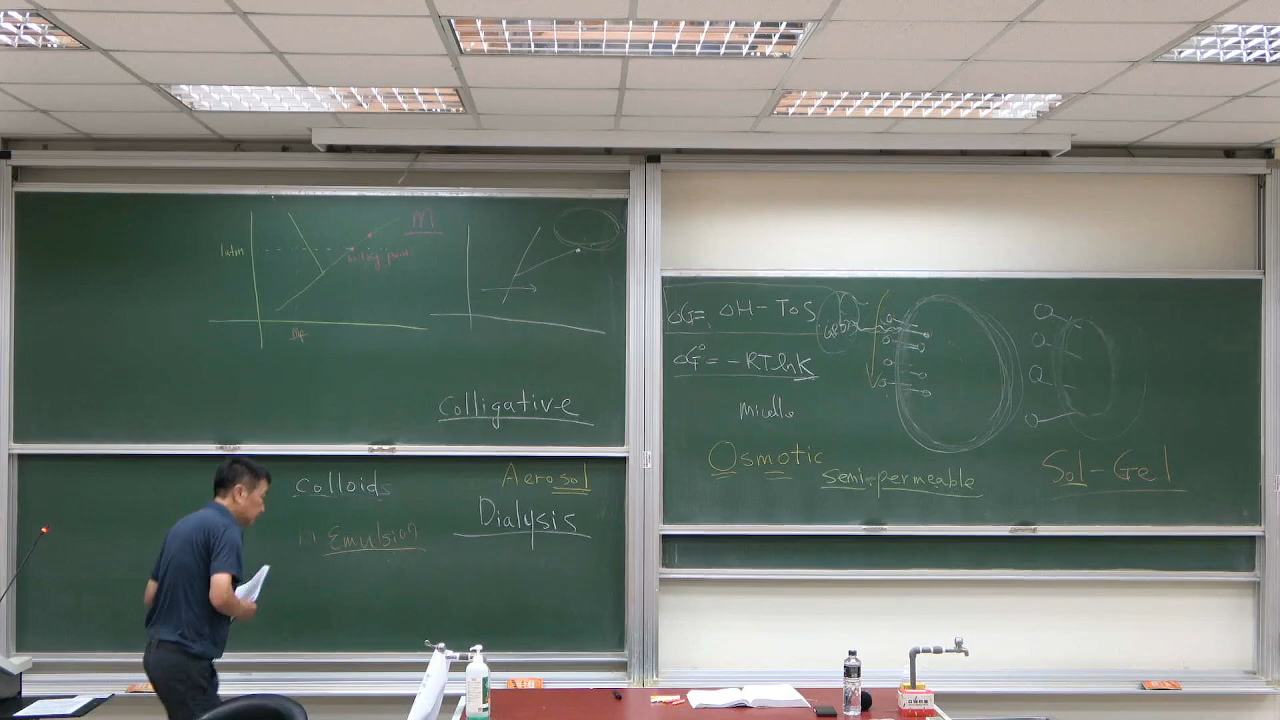 1atm
M
boiling point
Colligative
Colloids
Aerosol
Emulsion
Dialysis
ΔG= ΔH-TΔS
ΔG°= -RTlnK
Micelle
Osmotic
Semi-permeable
Sol-Gel